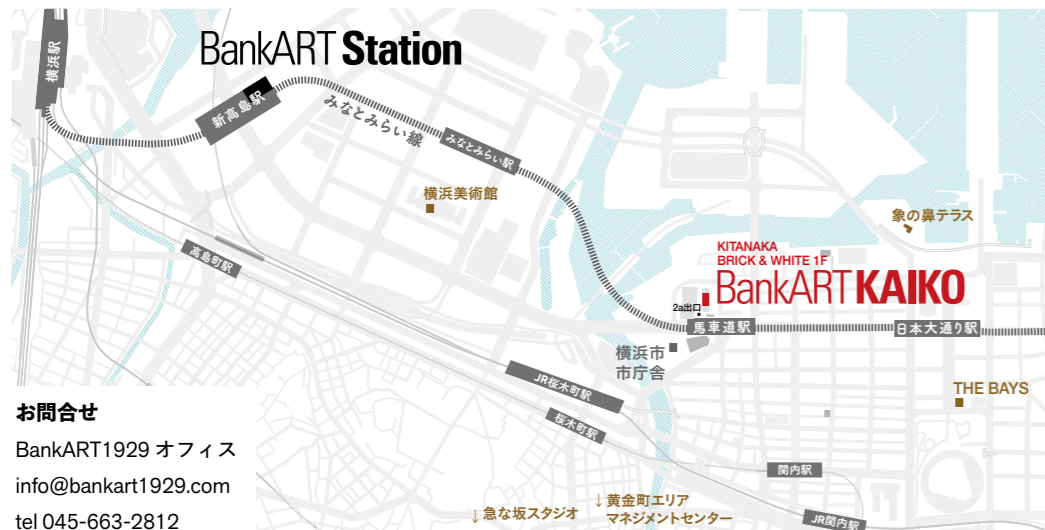 BankART Station
横浜駅
新高島駅
みなとみらい線
みなとみらい駅
横浜美術館
高島町駅
象の鼻テラス
KITANAKA
BRICK & WHITE 1F
BankART KAIKO
2a出口
馬車道駅
日本大通り駅
横浜市
市庁舎
JR桜木町駅
桜木町駅
THE BAYS
関内駅
JR関内駅
↓急な坂スタジオ
↓黄金町エリア
マネジメントセンター
お問合せ
BankART1929 オフィス
info@bankart1929.com
tel 045-663-2812